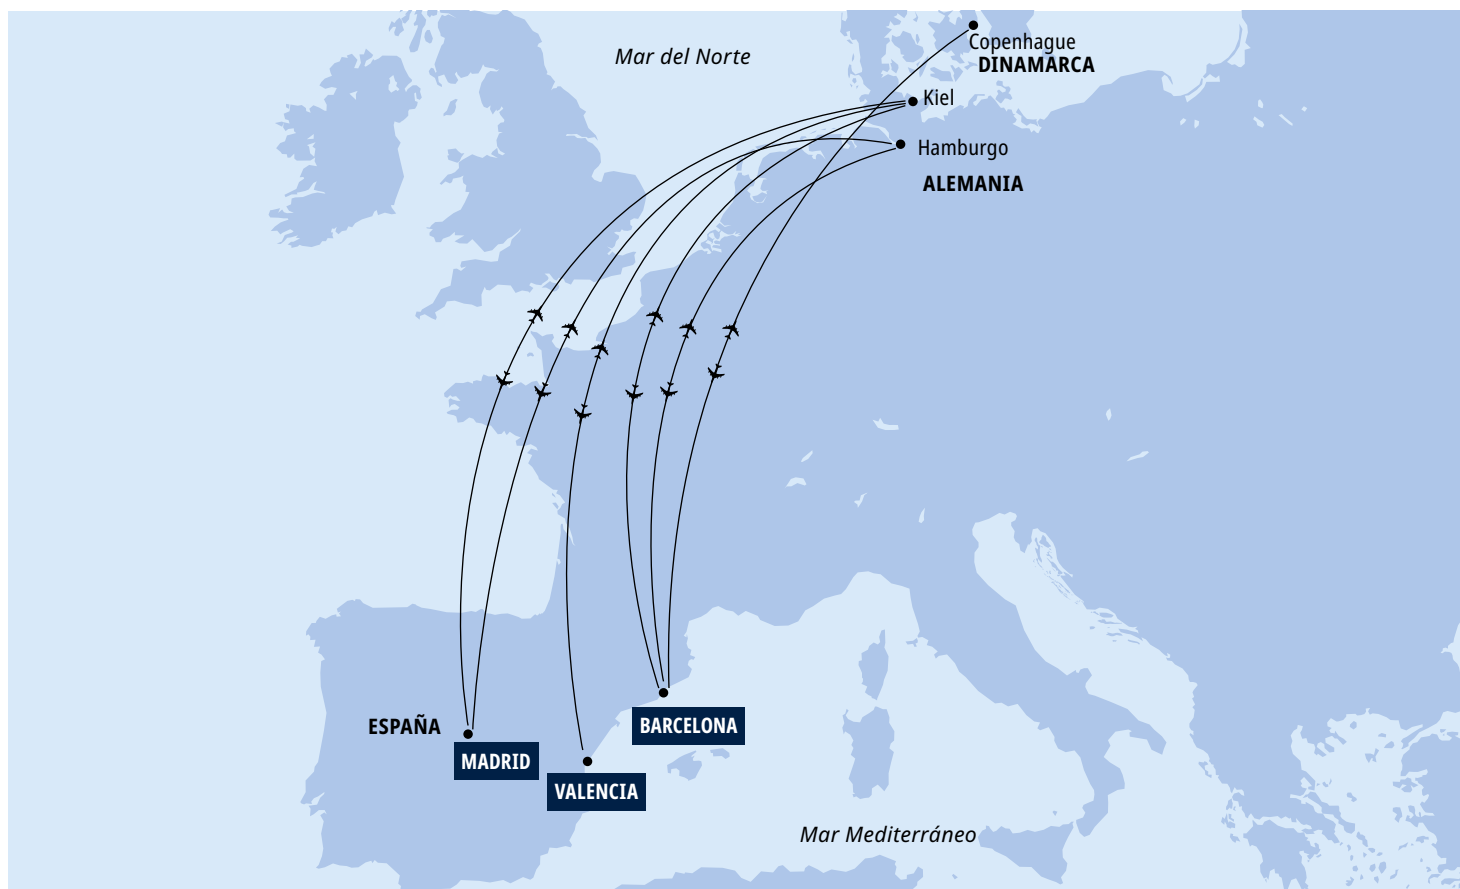 Mar del Norte
Copenhague
DINAMARCA
Kiel
Hamburgo
ALEMANIA
ESPAÑA
MADRID
BARCELONA
VALENCIA
Mar Mediterráneo